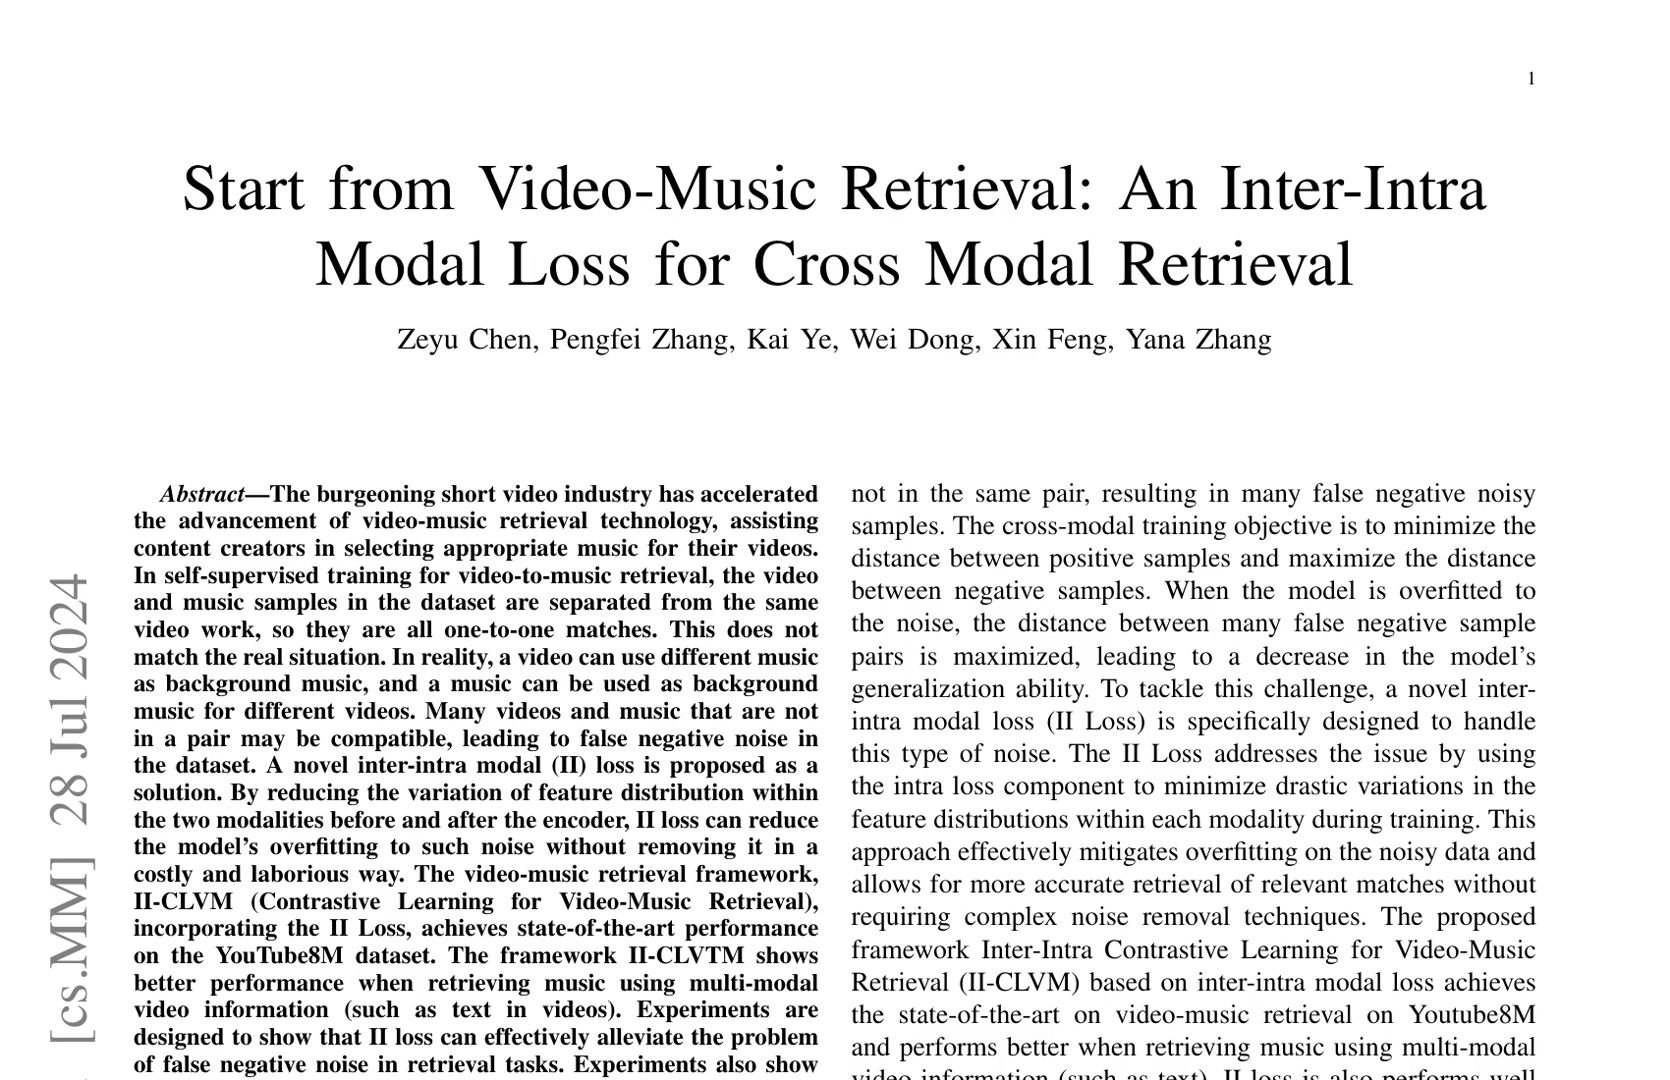 1
Start from Video-Music Retrieval: An Inter-Intra
Modal Loss for Cross Modal Retrieval
Zeyu Chen, Pengfei Zhang, Kai Ye, Wei Dong, Xin Feng, Yana Zhang
Abstract—The burgeoning short video industry has accelerated
the advancement of video-music retrieval technology, assisting
content creators in selecting appropriate music for their videos.
In self-supervised training for video-to-music retrieval, the video
and music samples in the dataset are separated from the same
video work, so they are all one-to-one matches. This does not
match the real situation. In reality, a video can use different music
as background music, and a music can be used as background
music for different videos. Many videos and music that are not
in a pair may be compatible, leading to false negative noise in
the dataset. A novel inter-intra modal (II) loss is proposed as a
solution. By reducing the variation of feature distribution within
the two modalities before and after the encoder, II loss can reduce
the model's overfitting to such noise without removing it in a
costly and laborious way. The video-music retrieval framework,
II-CLVM (Contrastive Learning for Video-Music Retrieval),
incorporating the II Loss, achieves state-of-the-art performance
on the YouTube8M dataset. The framework II-CLVTM shows
better performance when retrieving music using multi-modal
video information (such as text in videos). Experiments are
designed to show that II loss can effectively alleviate the problem
of false negative noise in retrieval tasks. Experiments also show
not in the same pair, resulting in many false negative noisy
samples. The cross-modal training objective is to minimize the
distance between positive samples and maximize the distance
between negative samples. When the model is overfitted to
the noise, the distance between many false negative sample
pairs is maximized, leading to a decrease in the model's
generalization ability. To tackle this challenge, a novel inter-
intra modal loss (II Loss) is specifically designed to handle
this type of noise. The II Loss addresses the issue by using
the intra loss component to minimize drastic variations in the
feature distributions within each modality during training. This
approach effectively mitigates overfitting on the noisy data and
allows for more accurate retrieval of relevant matches without
requiring complex noise removal techniques. The proposed
framework Inter-Intra Contrastive Learning for Video-Music
Retrieval (II-CLVM) based on inter-intra modal loss achieves
the state-of-the-art on video-music retrieval on Youtube8M
and performs better when retrieving music using multi-modal
video information (such as text). II loss is also performs well
[cs.MM] 28 Jul 2024